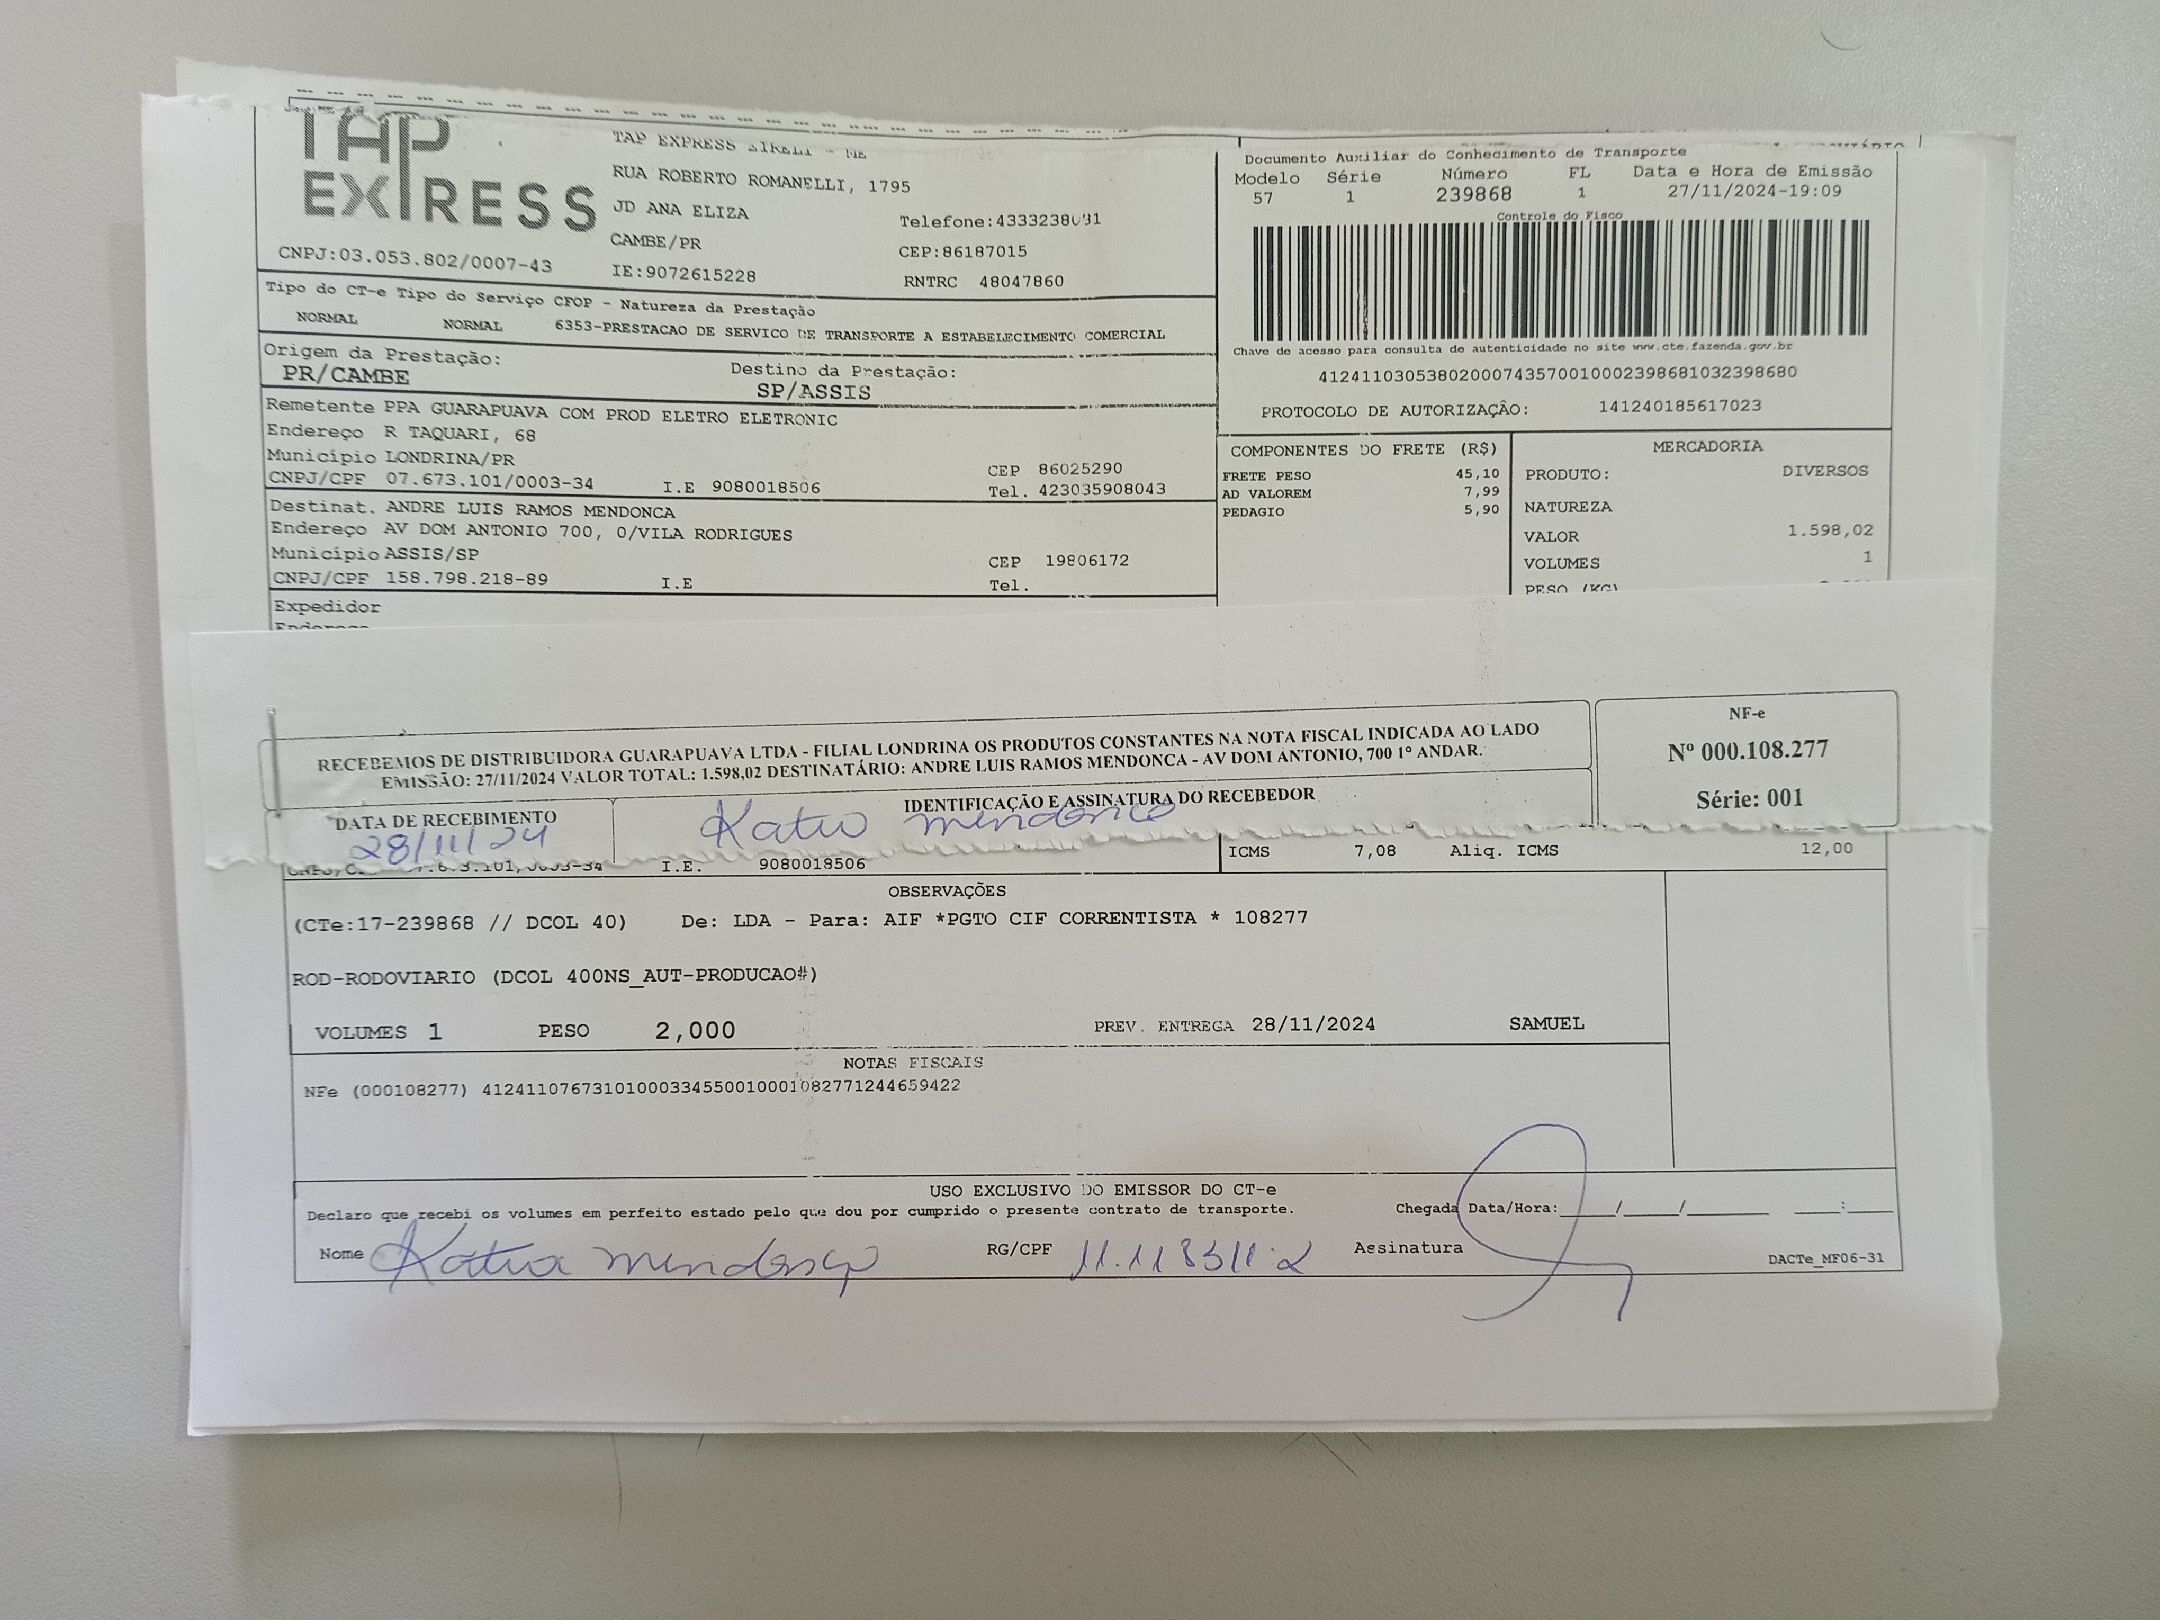 TAP
EXPRESS
CNPJ:03.053.802/0007-43
TAP EXPRESS EIRELI - ME
RUA ROBERTO ROMANELLI, 1795
JD ANA ELIZA
CAMBE/PR
IE:9072615228
Telefone:4333238031
CEP:86187015
RNTRC 48047860
Documento Auxiliar do Conhecimento de Transporte
Modelo Série Número FL Data e Hora de Emissão
57 1 239868 1 27/11/2024-19:09
Controle do Fisco
Chave de acesso para consulta de autenticidade no site www.cte.fazenda.gov.br
41241103053802000743570010002398681032398680
PROTOCOLO DE AUTORIZAÇÃO: 141240185617023
Tipo do CT-e Tipo do Serviço CFOP - Natureza da Prestação
NORMAL NORMAL 6353-PRESTACAO DE SERVICO DE TRANSPORTE A ESTABELECIMENTO COMERCIAL
Origem da Prestação:
PR/CAMBE
Destino da Prestação:
SP/ASSIS
Remetente PPA GUARAPUAVA COM PROD ELETRO ELETRONIC
Endereço R TAQUARI, 68
Município LONDRINA/PR CEP 86025290
CNPJ/CPF 07.673.101/0003-34 I.E 9080018506 Tel. 423035908043
Destinat. ANDRE LUIS RAMOS MENDONCA
Endereço AV DOM ANTONIO 700, 0/VILA RODRIGUES
Município ASSIS/SP CEP 19806172
CNPJ/CPF 158.798.218-89 I.E Tel.
Expedidor
Endereço
COMPONENTES DO FRETE (R$)
FRETE PESO 45,10
AD VALOREM 7,99
PEDAGIO 5,90
MERCADORIA
PRODUTO: DIVERSOS
NATUREZA
VALOR 1.598,02
VOLUMES 1
PESO (KG)
RECEBEMOS DE DISTRIBUIDORA GUARAPUAVA LTDA - FILIAL LONDRINA OS PRODUTOS CONSTANTES NA NOTA FISCAL INDICADA AO LADO
EMISSÃO: 27/11/2024 VALOR TOTAL: 1.598,02 DESTINATÁRIO: ANDRE LUIS RAMOS MENDONCA - AV DOM ANTONIO, 700 1º ANDAR.
NF-e
Nº 000.108.277
Série: 001
DATA DE RECEBIMENTO
28/11/24
IDENTIFICAÇÃO E ASSINATURA DO RECEBEDOR
Katia Mendonça
I.E. 9080018506
ICMS 7,08 Aliq. ICMS 12,00
OBSERVAÇÕES
(CTe:17-239868 // DCOL 40) De: LDA - Para: AIF *PGTO CIF CORRENTISTA * 108277
ROD-RODOVIARIO (DCOL 400NS_AUT-PRODUCAO#)
VOLUMES 1 PESO 2,000 PREV. ENTREGA 28/11/2024 SAMUEL
NOTAS FISCAIS
NFe (000108277) 41241107673101000334550010001082771244659422
USO EXCLUSIVO DO EMISSOR DO CT-e
Declaro que recebi os volumes em perfeito estado pelo que dou por cumprido o presente contrato de transporte.
Chegada Data/Hora:____/____/______ ___:___
Nome Katia Mendonça RG/CPF Assinatura
DACTe_MF06-31